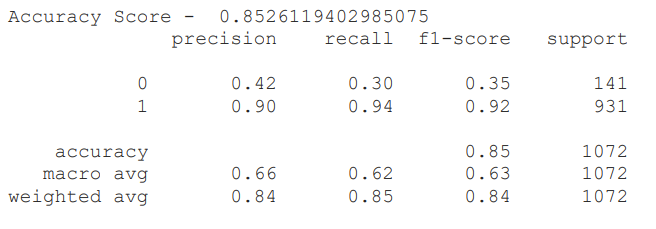 Accuracy Score -  0.8526119402985075
precision recall f1-score support
0 0.42 0.30 0.35 141
1 0.90 0.94 0.92 931
accuracy 0.85 1072
macro avg 0.66 0.62 0.63 1072
weighted avg 0.84 0.85 0.84 1072